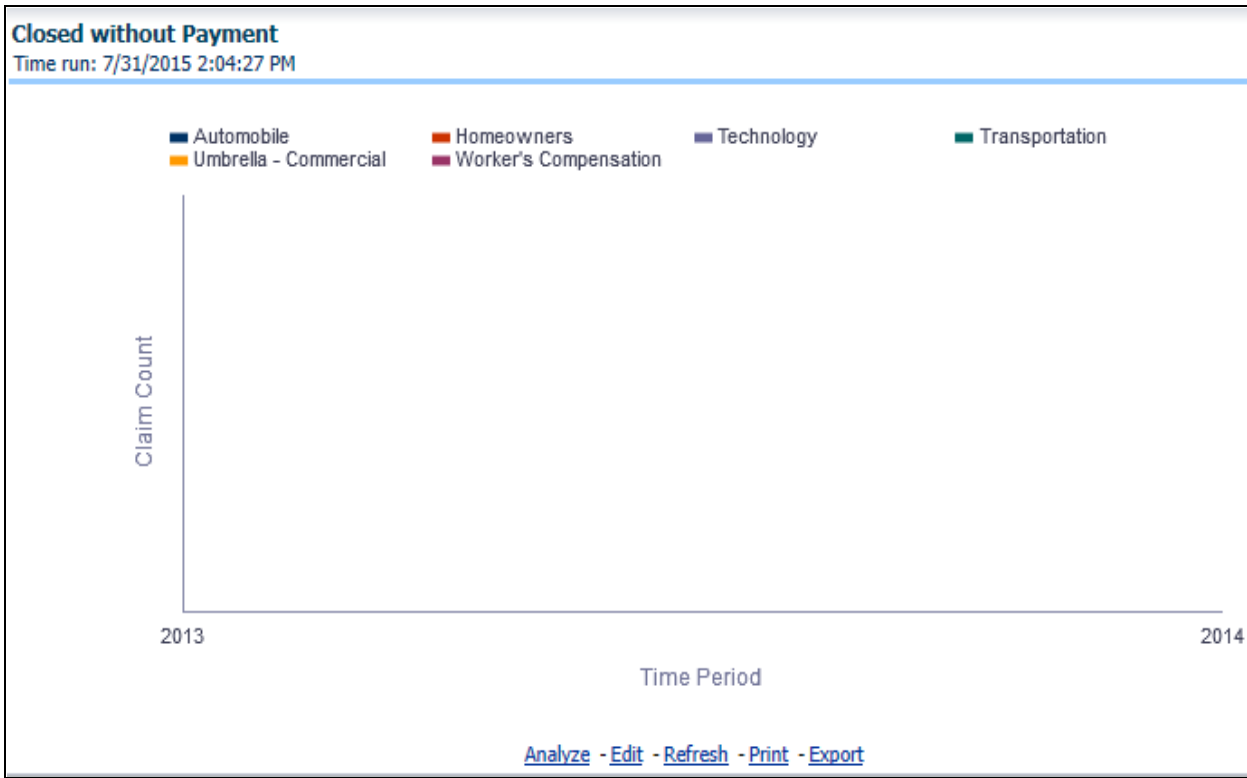 Closed without Payment
Time run: 7/31/2015 2:04:27 PM
Automobile Homeowners Technology Transportation
Umbrella - Commercial Worker's Compensation
Claim Count
2013 2014
Time Period
Analyze - Edit - Refresh - Print - Export